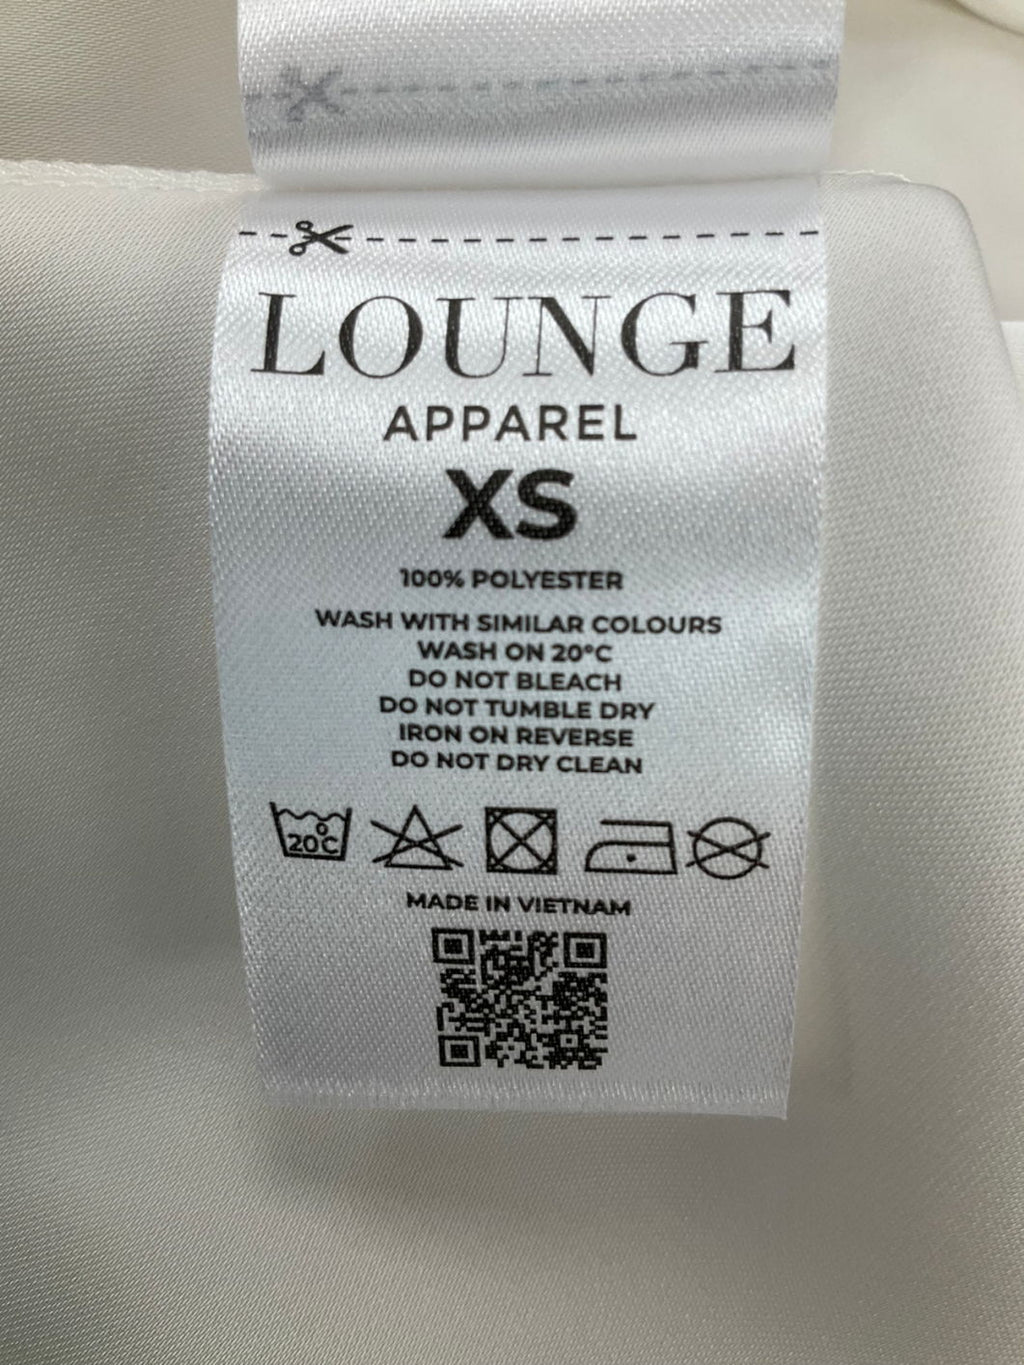 LOUNGE
APPAREL
XS
100% POLYESTER
WASH WITH SIMILAR COLOURS
WASH ON 20°C
DO NOT BLEACH
DO NOT TUMBLE DRY
IRON ON REVERSE
DO NOT DRY CLEAN
20°C
MADE IN VIETNAM